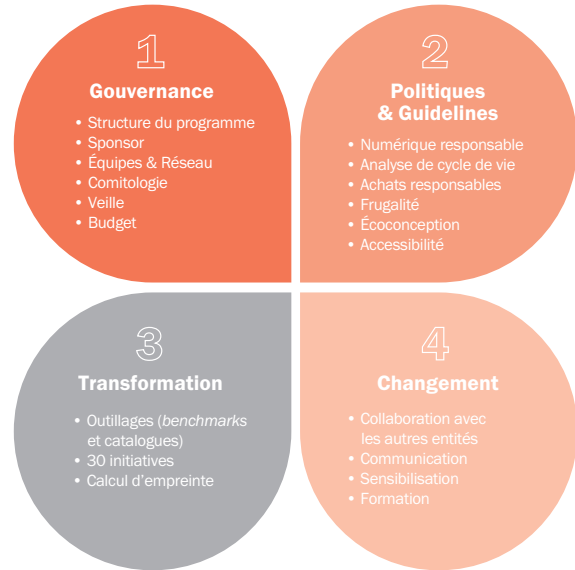 1
Gouvernance
• Structure du programme
• Sponsor
• Équipes & Réseau
• Comitologie
• Veille
• Budget
2
Politiques
& Guidelines
• Numérique responsable
• Analyse de cycle de vie
• Achats responsables
• Frugalité
• Écoconception
• Accessibilité
3
Transformation
• Outillages (benchmarks
et catalogues)
• 30 initiatives
• Calcul d’empreinte
4
Changement
• Collaboration avec
les autres entités
• Communication
• Sensibilisation
• Formation